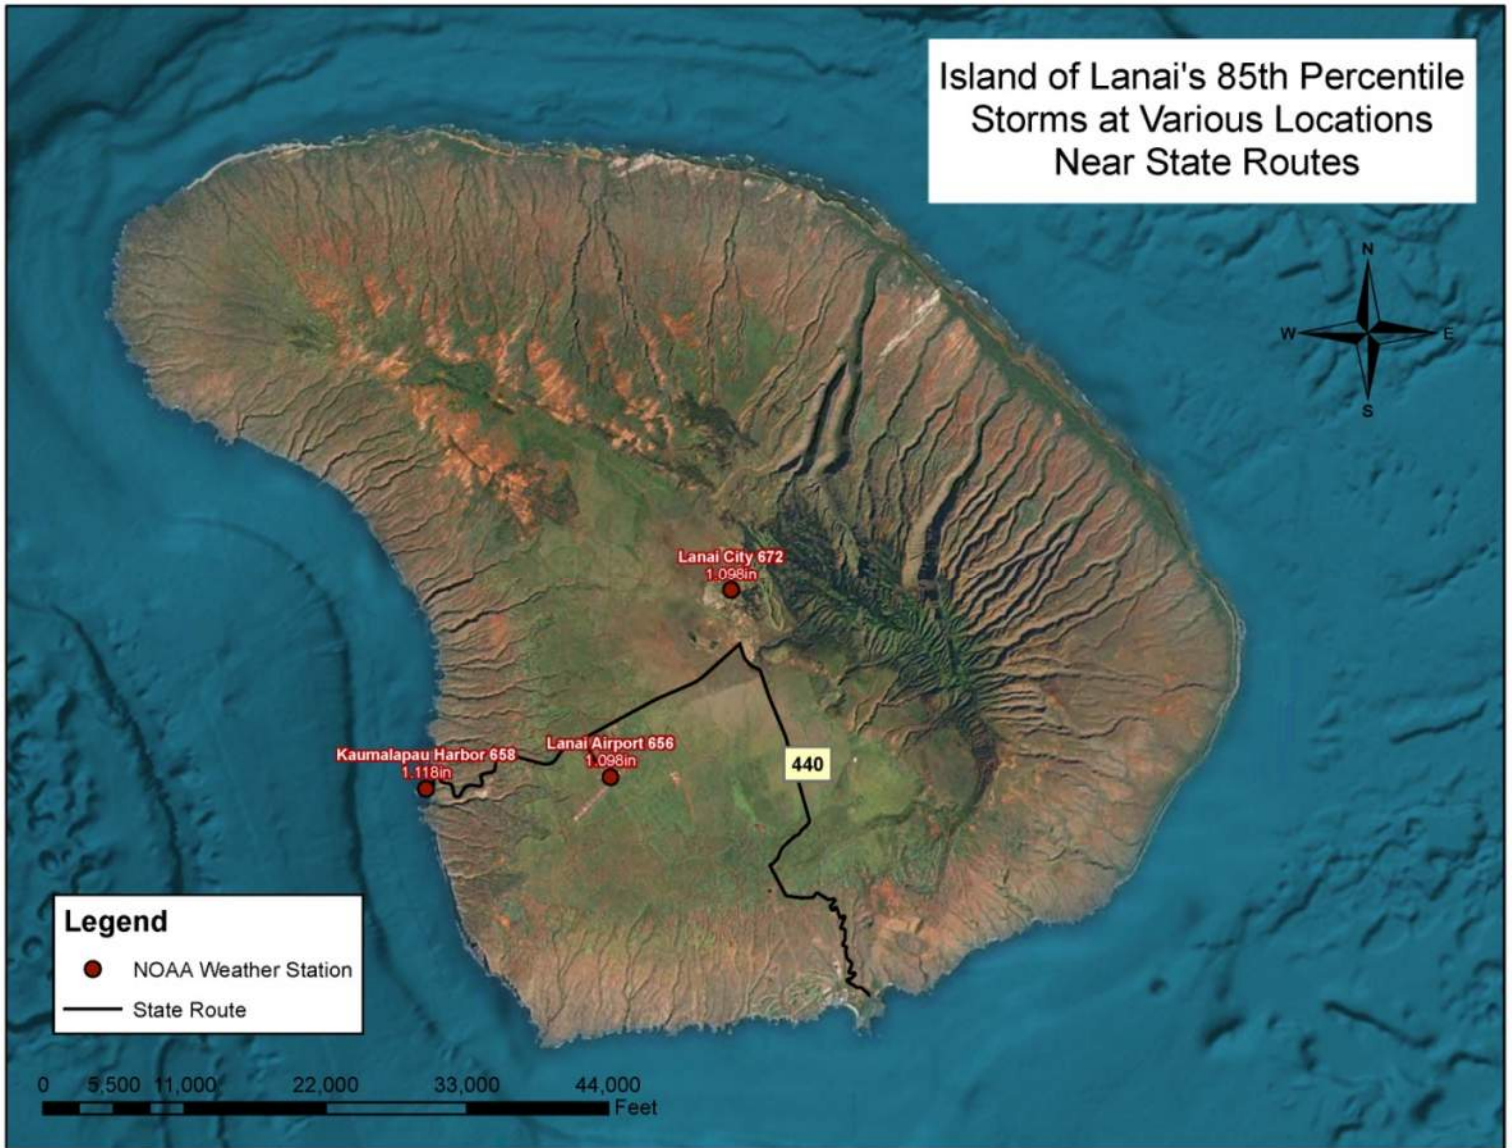 Island of Lanai's 85th Percentile
Storms at Various Locations
Near State Routes
N
W
E
S
Lanai City 672
1.098in
Lanai Airport 656
1.098in
Kaumalapau Harbor 658
1.118in
440
Legend
NOAA Weather Station
State Route
0 5,500 11,000 22,000 33,000 44,000
Feet